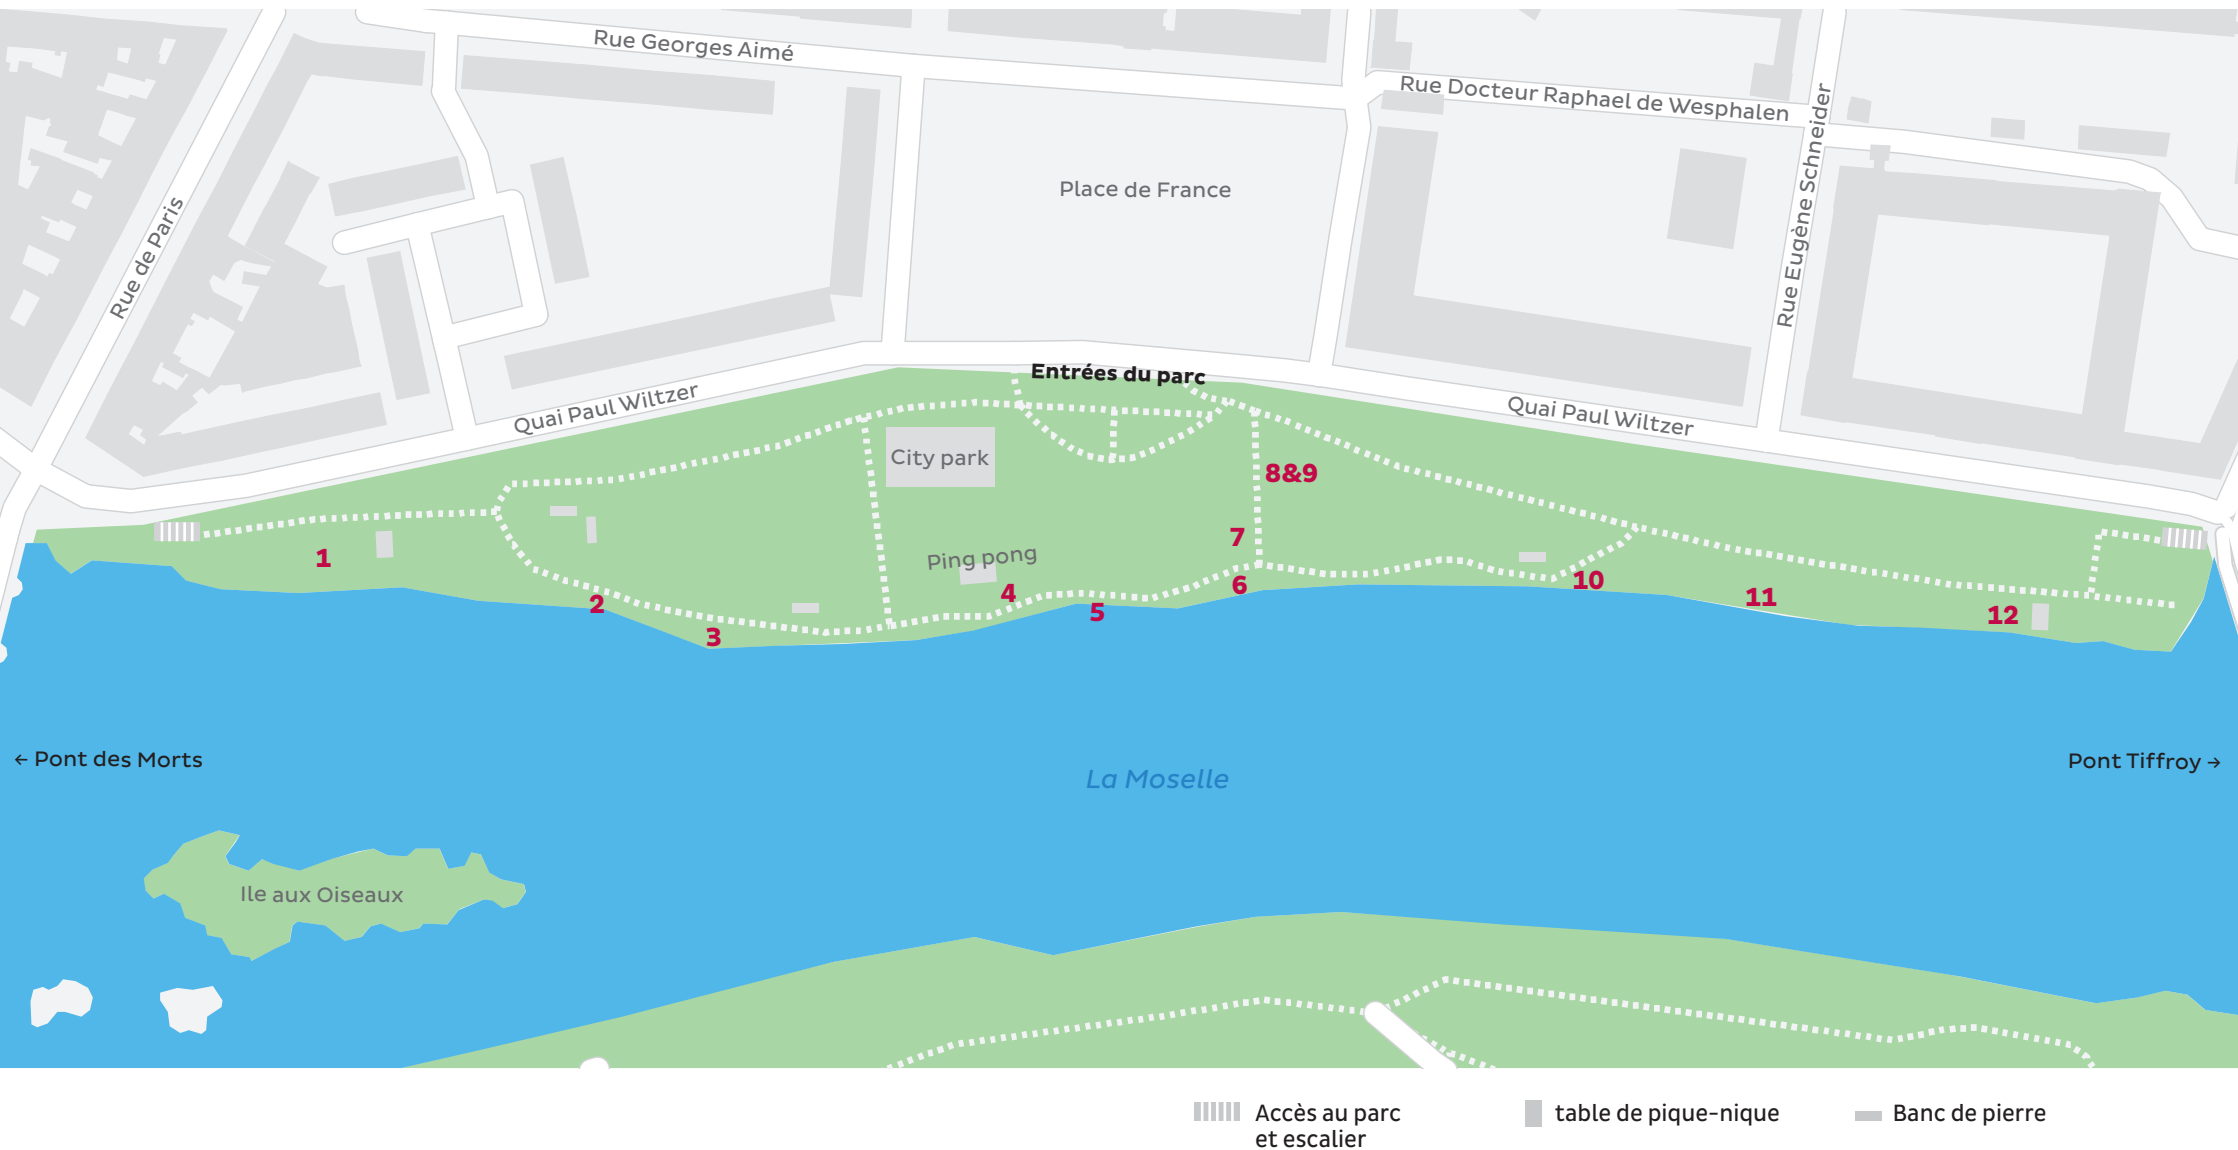 Rue Georges Aimé
Rue Docteur Raphael de Wesphalen
Place de France
Rue de Paris
Rue Eugène Schneider
Entrées du parc
Quai Paul Wiltzer
Quai Paul Wiltzer
City park
8&9
7
Ping pong
1
2
3
4
5
6
10
11
12
← Pont des Morts
La Moselle
Pont Tiffroy →
Ile aux Oiseaux
Accès au parc
et escalier
table de pique-nique
Banc de pierre